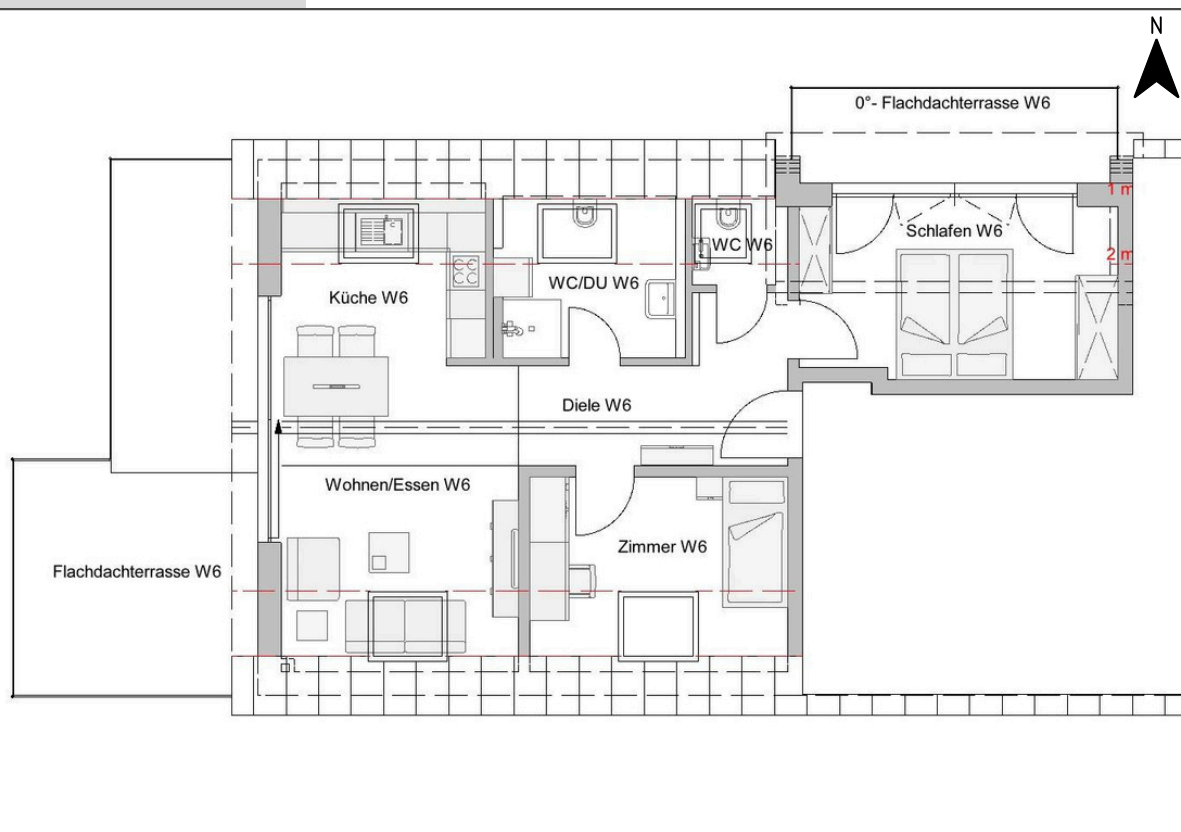 N
0°- Flachdachterrasse W6
1 m
Schlafen W6
WC W6
2 m
WC/DU W6
Küche W6
Diele W6
Wohnen/Essen W6
Zimmer W6
Flachdachterrasse W6